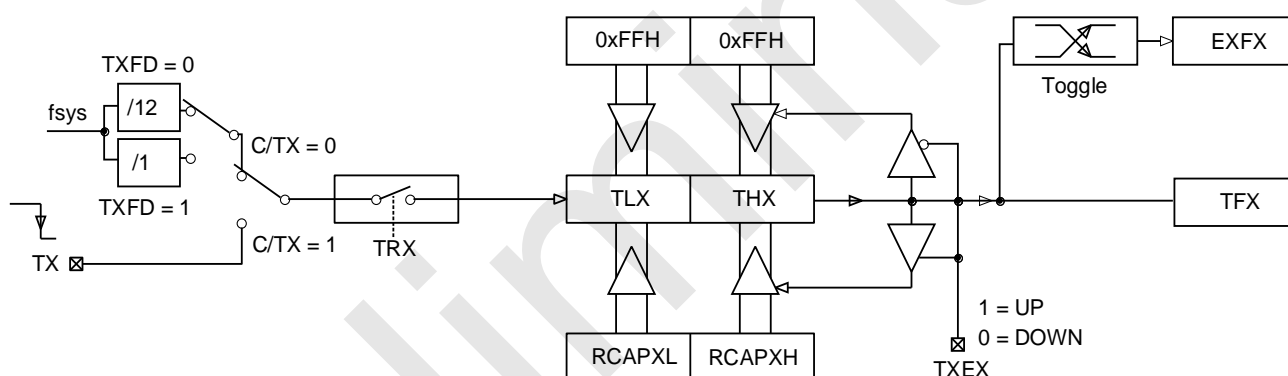 0xFFH 0xFFH EXFX
TXFD = 0
Toggle
fsys /12
C/TX = 0
/1
TLX THX TFX
TXFD = 1
C/TX = 1 TRX
TX
1 = UP
0 = DOWN
RCAPXL RCAPXH
TXEX